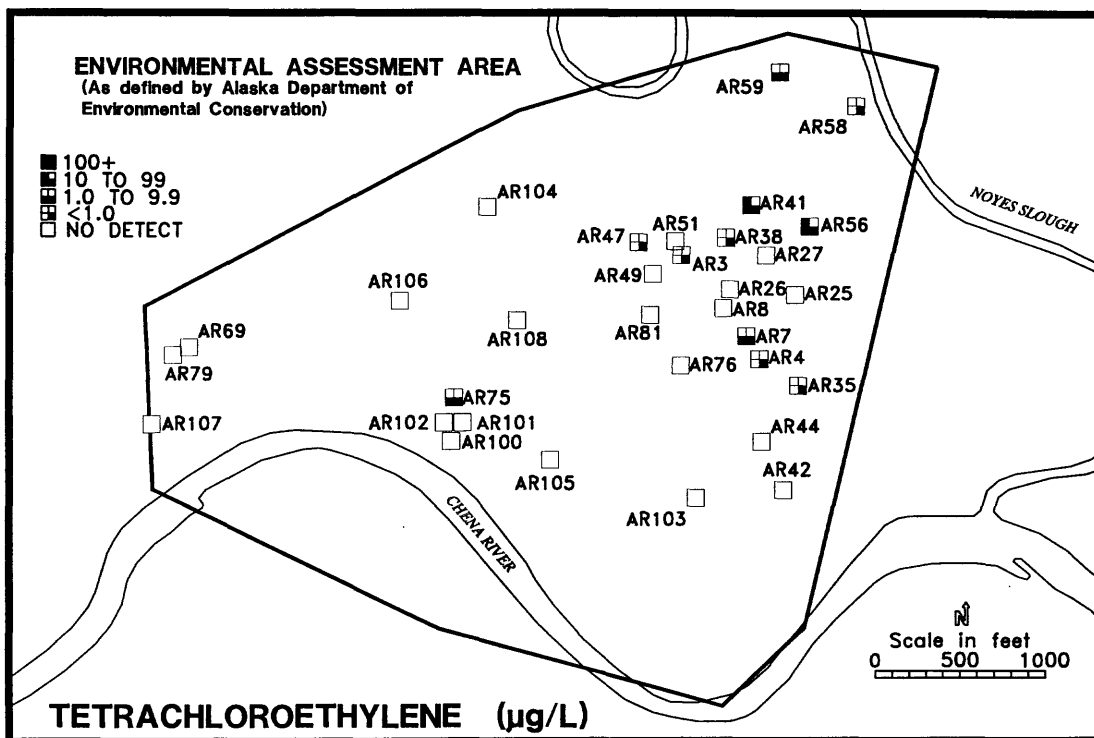 ENVIRONMENTAL ASSESSMENT AREA
(As defined by Alaska Department of
Environmental Conservation)
100+
10 TO 99
1.0 TO 9.9
<1.0
NO DETECT
AR59
AR58
AR104
AR41
AR56
NOYES SLOUGH
AR51
AR47
AR38
AR3
AR27
AR49
AR106
AR26
AR25
AR8
AR81
AR108
AR69
AR79
AR7
AR4
AR76
AR35
AR75
AR107
AR102
AR101
AR100
AR44
AR105
AR42
AR103
CHENA RIVER
N
Scale in feet
0 500 1000
TETRACHLOROETHYLENE (µg/L)